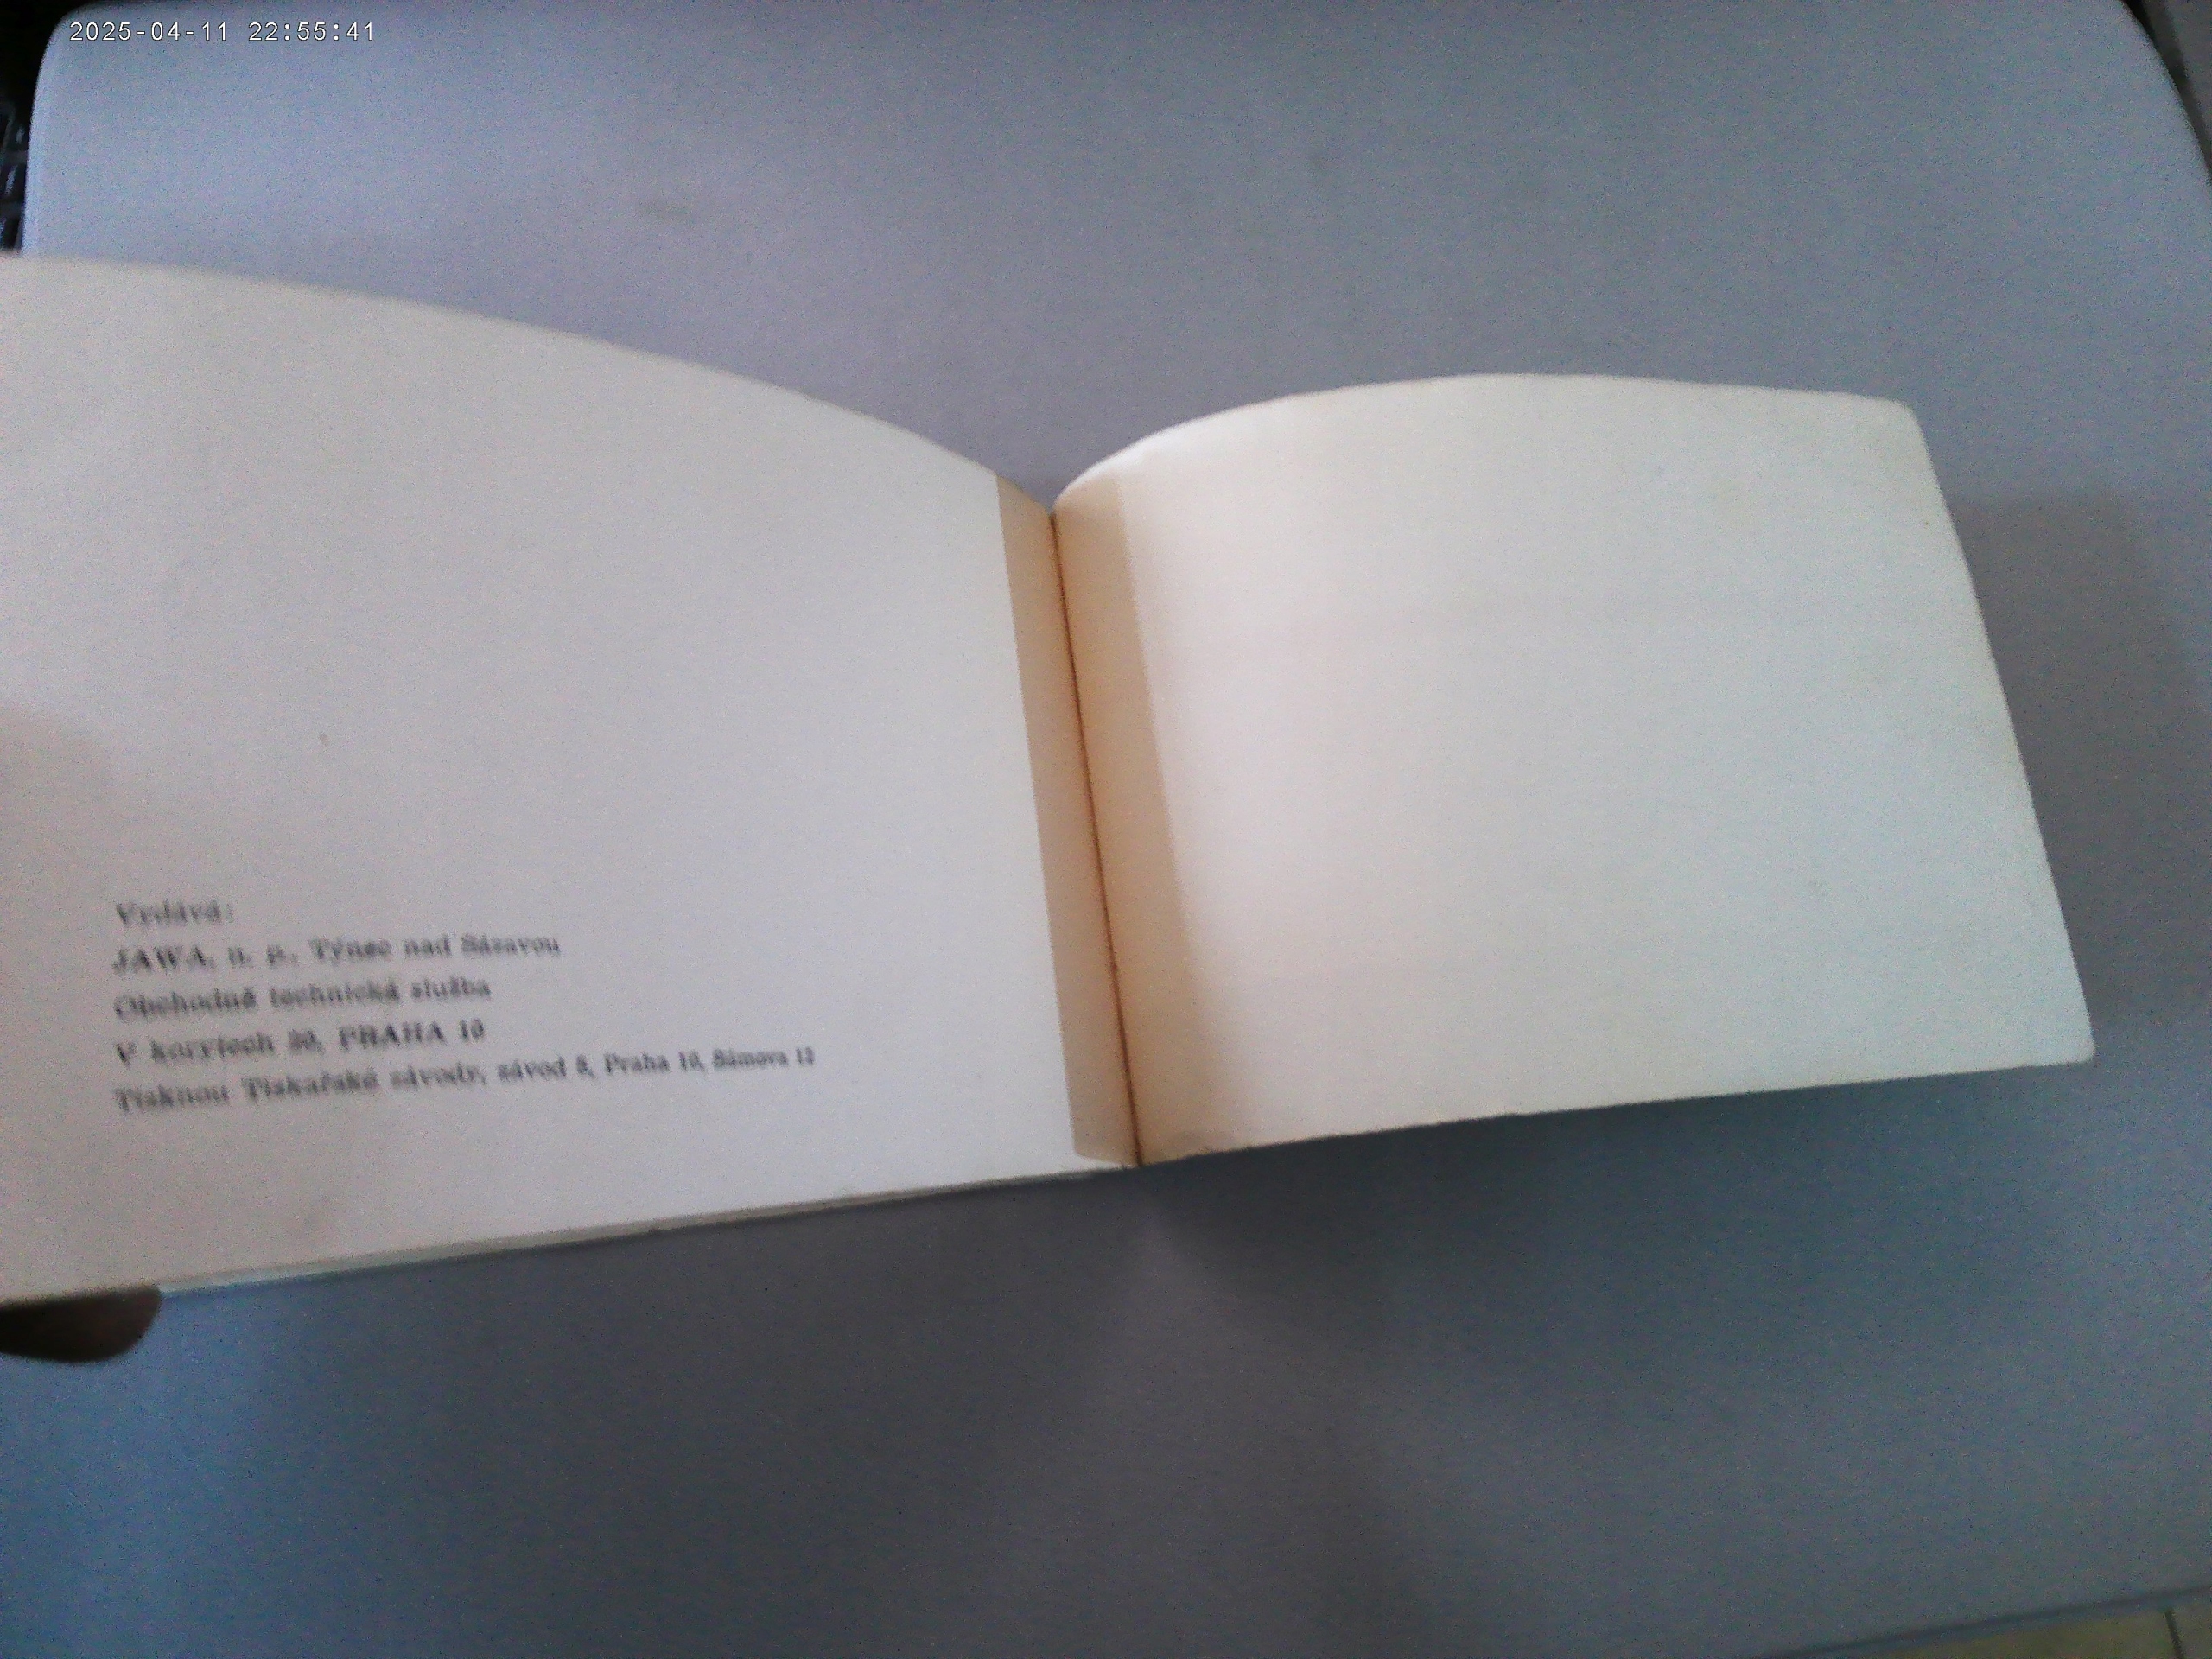 2025-04-11 22:55:41
Vydává:
JAWA, n. p., Týnec nad Sázavou
Obchodně technická služba
V korytech 20, PRAHA 10
Tisknou Tiskařské závody, závod 5, Praha 10, Sámova 12